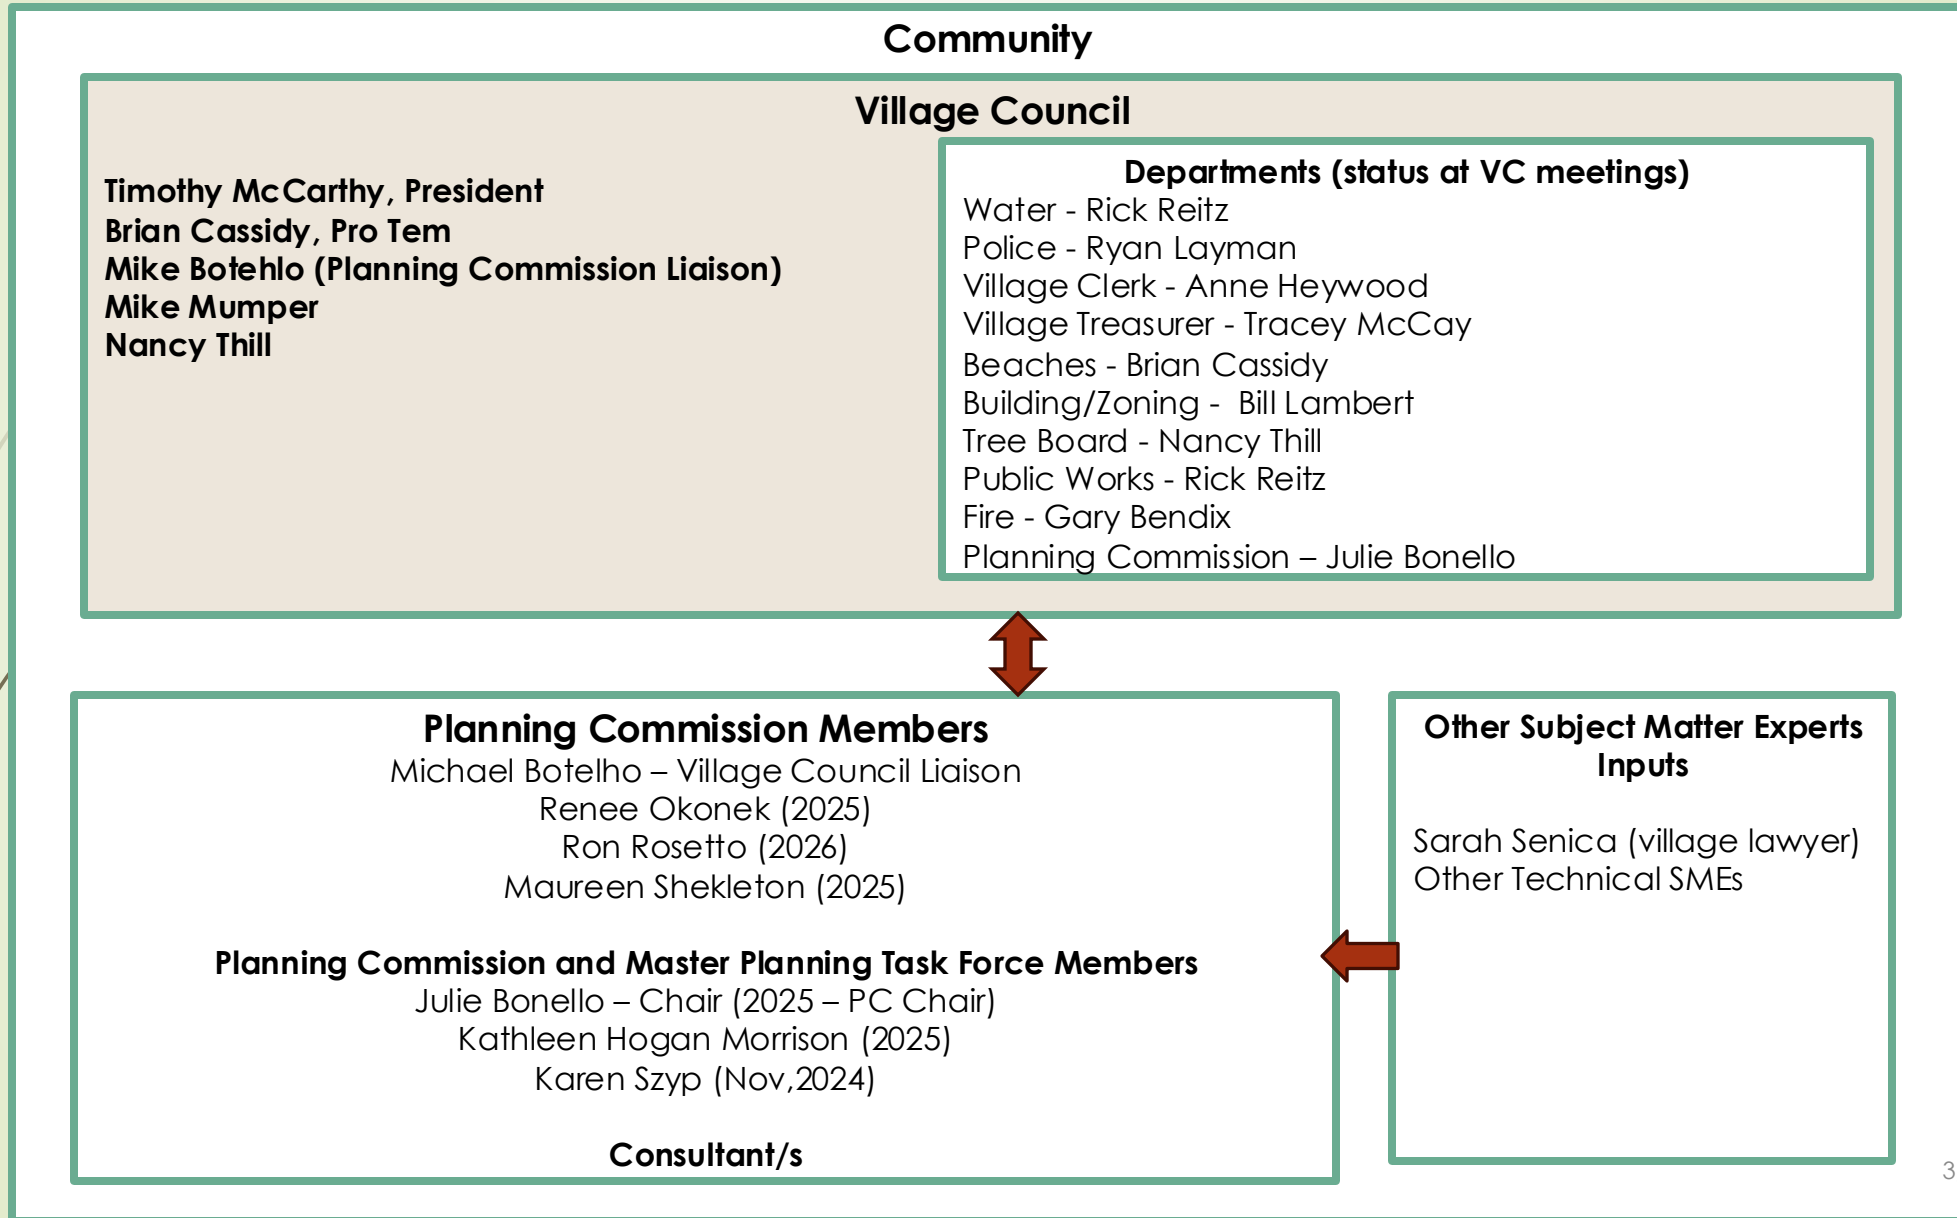 Community
Village Council
Timothy McCarthy, President
Brian Cassidy, Pro Tem
Mike Botehlo (Planning Commission Liaison)
Mike Mumper
Nancy Thill
Departments (status at VC meetings)
Water - Rick Reitz
Police - Ryan Layman
Village Clerk - Anne Heywood
Village Treasurer - Tracey McCay
Beaches - Brian Cassidy
Building/Zoning - Bill Lambert
Tree Board - Nancy Thill
Public Works - Rick Reitz
Fire - Gary Bendix
Planning Commission – Julie Bonello
Planning Commission Members
Michael Botelho – Village Council Liaison
Renee Okonek (2025)
Ron Rosetto (2026)
Maureen Shekleton (2025)
Planning Commission and Master Planning Task Force Members
Julie Bonello – Chair (2025 – PC Chair)
Kathleen Hogan Morrison (2025)
Karen Szyp (Nov,2024)
Consultant/s
Other Subject Matter Experts
Inputs
Sarah Senica (village lawyer)
Other Technical SMEs
3